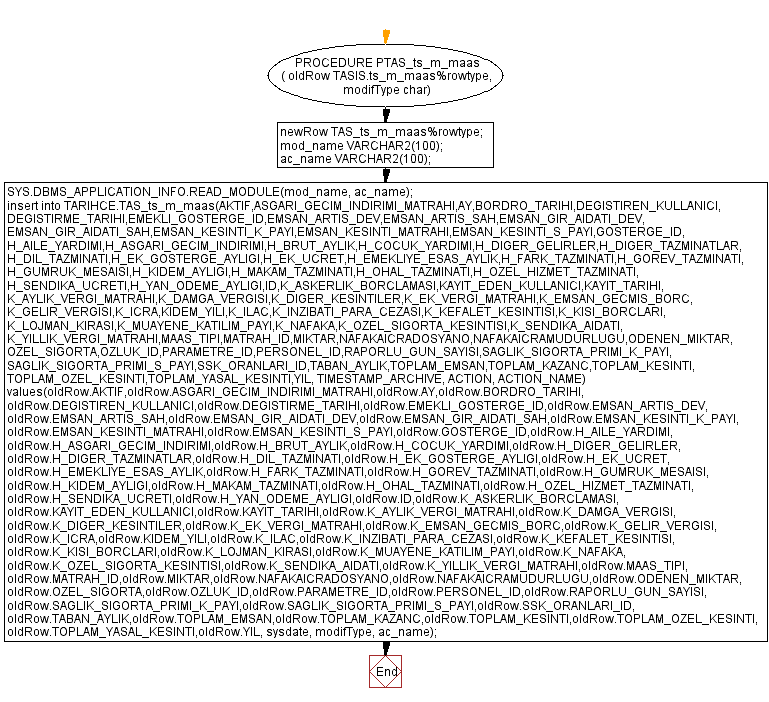 PROCEDURE PTAS_ts_m_maas
( oldRow TASIS.ts_m_maas%rowtype,
modifType char)
newRow TAS_ts_m_maas%rowtype;
mod_name VARCHAR2(100);
ac_name VARCHAR2(100);
SYS.DBMS_APPLICATION_INFO.READ_MODULE(mod_name, ac_name);
insert into TARIHCE.TAS_ts_m_maas(AKTIF,ASGARI_GECIM_INDIRIMI_MATRAHI,AY,BORDRO_TARIHI,DEGISTIREN_KULLANICI,
DEGISTIRME_TARIHI,EMEKLI_GOSTERGE_ID,EMSAN_ARTIS_DEV,EMSAN_ARTIS_SAH,EMSAN_GIR_AIDATI_DEV,
EMSAN_GIR_AIDATI_SAH,EMSAN_KESINTI_K_PAYI,EMSAN_KESINTI_MATRAHI,EMSAN_KESINTI_S_PAYI,GOSTERGE_ID,
H_AILE_YARDIMI,H_ASGARI_GECIM_INDIRIMI,H_BRUT_AYLIK,H_COCUK_YARDIMI,H_DIGER_GELIRLER,H_DIGER_TAZMINATLAR,
H_DIL_TAZMINATI,H_EK_GOSTERGE_AYLIGI,H_EK_UCRET,H_EMEKLIYE_ESAS_AYLIK,H_FARK_TAZMINATI,H_GOREV_TAZMINATI,
H_GUMRUK_MESAISI,H_KIDEM_AYLIGI,H_MAKAM_TAZMINATI,H_OHAL_TAZMINATI,H_OZEL_HIZMET_TAZMINATI,
H_SENDIKA_UCRETI,H_YAN_ODEME_AYLIGI,ID,K_ASKERLIK_BORCLAMASI,KAYIT_EDEN_KULLANICI,KAYIT_TARIHI,
K_AYLIK_VERGI_MATRAHI,K_DAMGA_VERGISI,K_DIGER_KESINTILER,K_EK_VERGI_MATRAHI,K_EMSAN_GECMIS_BORC,
K_GELIR_VERGISI,K_ICRA,KIDEM_YILI,K_ILAC,K_INZIBATI_PARA_CEZASI,K_KEFALET_KESINTISI,K_KISI_BORCLARI,
K_LOJMAN_KIRASI,K_MUAYENE_KATILIM_PAYI,K_NAFAKA,K_OZEL_SIGORTA_KESINTISI,K_SENDIKA_AIDATI,
K_YILLIK_VERGI_MATRAHI,MAAS_TIPI,MATRAH_ID,MIKTAR,NAFAKAICRADOSYANO,NAFAKAICRAMUDURLUGU,ODENEN_MIKTAR,
OZEL_SIGORTA,OZLUK_ID,PARAMETRE_ID,PERSONEL_ID,RAPORLU_GUN_SAYISI,SAGLIK_SIGORTA_PRIMI_K_PAYI,
SAGLIK_SIGORTA_PRIMI_S_PAYI,SSK_ORANLARI_ID,TABAN_AYLIK,TOPLAM_EMSAN,TOPLAM_KAZANC,TOPLAM_KESINTI,
TOPLAM_OZEL_KESINTI,TOPLAM_YASAL_KESINTI,YIL, TIMESTAMP_ARCHIVE, ACTION, ACTION_NAME)
values(oldRow.AKTIF,oldRow.ASGARI_GECIM_INDIRIMI_MATRAHI,oldRow.AY,oldRow.BORDRO_TARIHI,
oldRow.DEGISTIREN_KULLANICI,oldRow.DEGISTIRME_TARIHI,oldRow.EMEKLI_GOSTERGE_ID,oldRow.EMSAN_ARTIS_DEV,
oldRow.EMSAN_ARTIS_SAH,oldRow.EMSAN_GIR_AIDATI_DEV,oldRow.EMSAN_GIR_AIDATI_SAH,oldRow.EMSAN_KESINTI_K_PAYI,
oldRow.EMSAN_KESINTI_MATRAHI,oldRow.EMSAN_KESINTI_S_PAYI,oldRow.GOSTERGE_ID,oldRow.H_AILE_YARDIMI,
oldRow.H_ASGARI_GECIM_INDIRIMI,oldRow.H_BRUT_AYLIK,oldRow.H_COCUK_YARDIMI,oldRow.H_DIGER_GELIRLER,
oldRow.H_DIGER_TAZMINATLAR,oldRow.H_DIL_TAZMINATI,oldRow.H_EK_GOSTERGE_AYLIGI,oldRow.H_EK_UCRET,
oldRow.H_EMEKLIYE_ESAS_AYLIK,oldRow.H_FARK_TAZMINATI,oldRow.H_GOREV_TAZMINATI,oldRow.H_GUMRUK_MESAISI,
oldRow.H_KIDEM_AYLIGI,oldRow.H_MAKAM_TAZMINATI,oldRow.H_OHAL_TAZMINATI,oldRow.H_OZEL_HIZMET_TAZMINATI,
oldRow.H_SENDIKA_UCRETI,oldRow.H_YAN_ODEME_AYLIGI,oldRow.ID,oldRow.K_ASKERLIK_BORCLAMASI,
oldRow.KAYIT_EDEN_KULLANICI,oldRow.KAYIT_TARIHI,oldRow.K_AYLIK_VERGI_MATRAHI,oldRow.K_DAMGA_VERGISI,
oldRow.K_DIGER_KESINTILER,oldRow.K_EK_VERGI_MATRAHI,oldRow.K_EMSAN_GECMIS_BORC,oldRow.K_GELIR_VERGISI,
oldRow.K_ICRA,oldRow.KIDEM_YILI,oldRow.K_ILAC,oldRow.K_INZIBATI_PARA_CEZASI,oldRow.K_KEFALET_KESINTISI,
oldRow.K_KISI_BORCLARI,oldRow.K_LOJMAN_KIRASI,oldRow.K_MUAYENE_KATILIM_PAYI,oldRow.K_NAFAKA,
oldRow.K_OZEL_SIGORTA_KESINTISI,oldRow.K_SENDIKA_AIDATI,oldRow.K_YILLIK_VERGI_MATRAHI,oldRow.MAAS_TIPI,
oldRow.MATRAH_ID,oldRow.MIKTAR,oldRow.NAFAKAICRADOSYANO,oldRow.NAFAKAICRAMUDURLUGU,oldRow.ODENEN_MIKTAR,
oldRow.OZEL_SIGORTA,oldRow.OZLUK_ID,oldRow.PARAMETRE_ID,oldRow.PERSONEL_ID,oldRow.RAPORLU_GUN_SAYISI,
oldRow.SAGLIK_SIGORTA_PRIMI_K_PAYI,oldRow.SAGLIK_SIGORTA_PRIMI_S_PAYI,oldRow.SSK_ORANLARI_ID,
oldRow.TABAN_AYLIK,oldRow.TOPLAM_EMSAN,oldRow.TOPLAM_KAZANC,oldRow.TOPLAM_KESINTI,oldRow.TOPLAM_OZEL_KESINTI,
oldRow.TOPLAM_YASAL_KESINTI,oldRow.YIL, sysdate, modifType, ac_name);
End